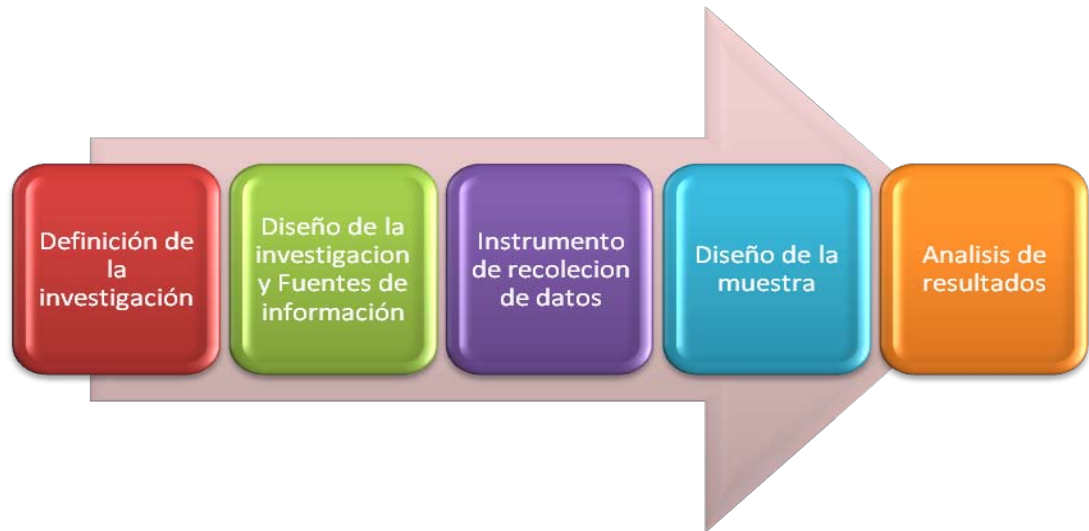 Definición de
la
investigación
Diseño de la
investigacion
y Fuentes de
información
Instrumento
de recolecion
de datos
Diseño de la
muestra
Analisis de
resultados